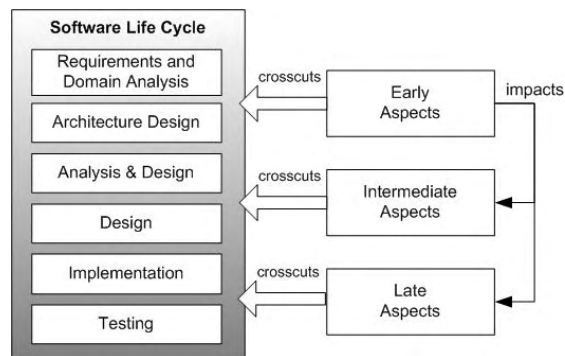 Software Life Cycle
Requirements and
Domain Analysis
Architecture Design
Analysis & Design
Design
Implementation
Testing
crosscuts
Early
Aspects
impacts
crosscuts
Intermediate
Aspects
crosscuts
Late
Aspects